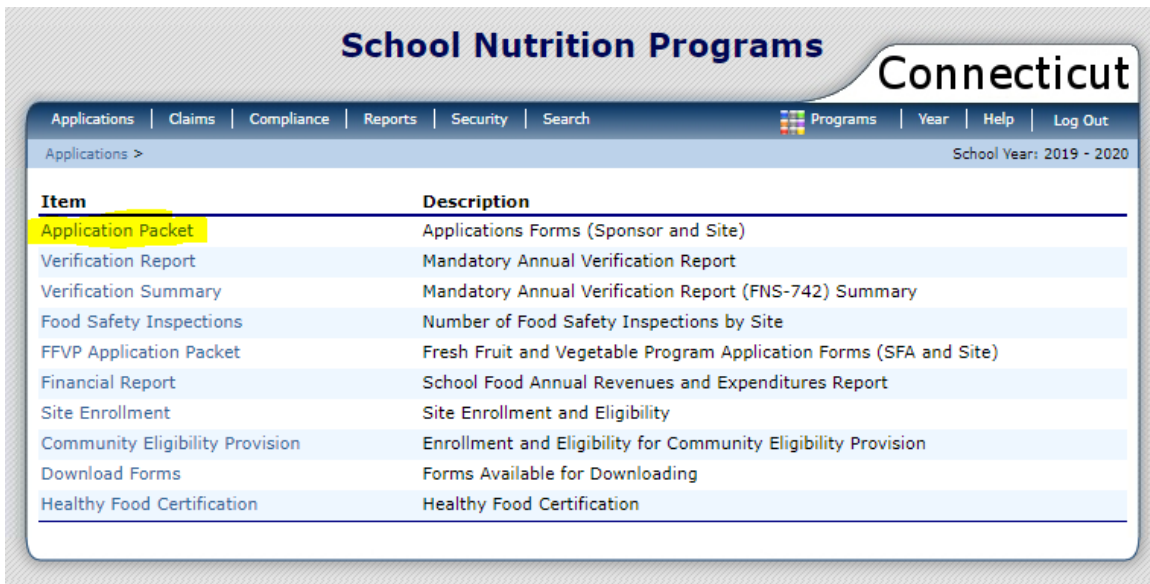 School Nutrition Programs
Connecticut
Applications | Claims | Compliance | Reports | Security | Search Programs | Year | Help | Log Out
Applications > School Year: 2019 - 2020
Item Description
Application Packet Applications Forms (Sponsor and Site)
Verification Report Mandatory Annual Verification Report
Verification Summary Mandatory Annual Verification Report (FNS-742) Summary
Food Safety Inspections Number of Food Safety Inspections by Site
FFVP Application Packet Fresh Fruit and Vegetable Program Application Forms (SFA and Site)
Financial Report School Food Annual Revenues and Expenditures Report
Site Enrollment Site Enrollment and Eligibility
Community Eligibility Provision Enrollment and Eligibility for Community Eligibility Provision
Download Forms Forms Available for Downloading
Healthy Food Certification Healthy Food Certification